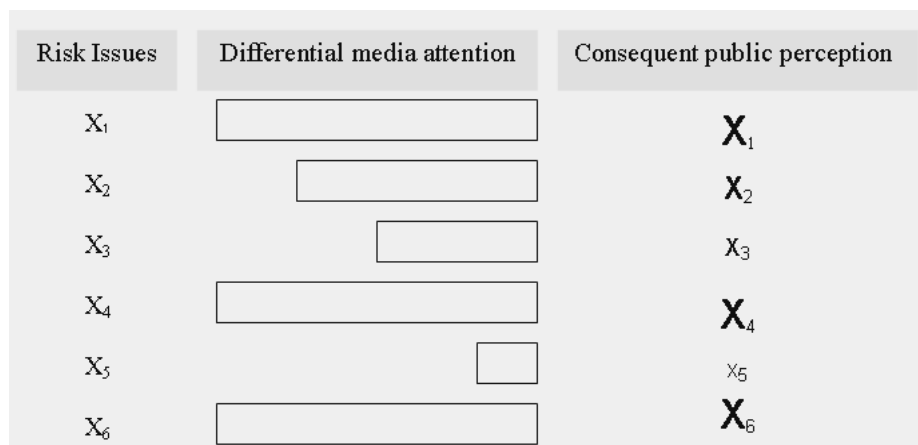 Risk Issues Differential media attention Consequent public perception
X₁ X₁
X₂ X₂
X₃ X₃
X₄ X₄
X₅ X₅
X₆ X₆